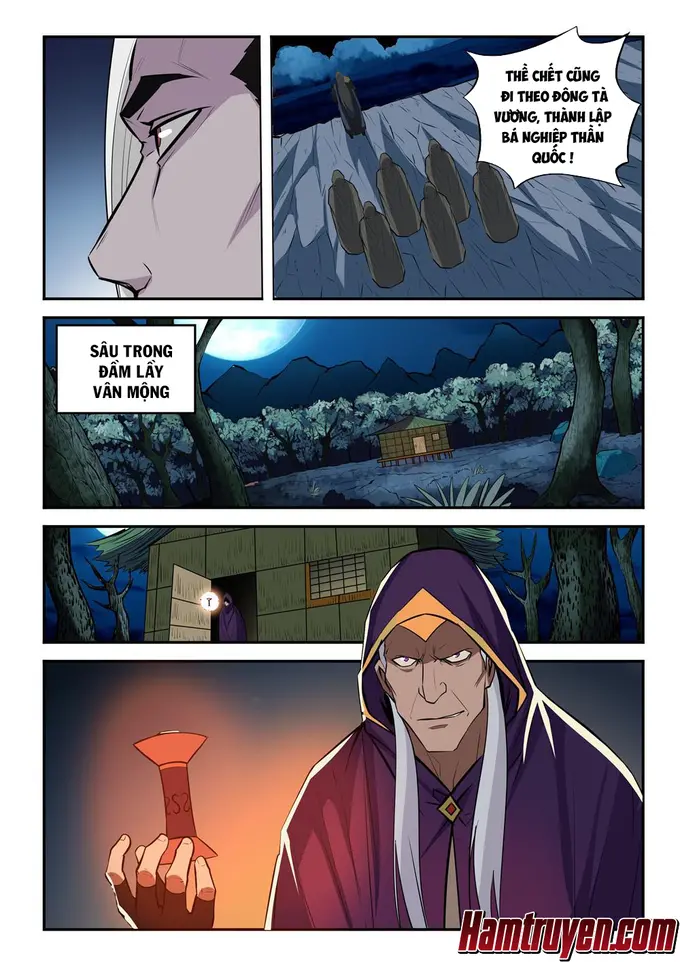 THỀ CHẾT CŨNG
ĐI THEO ĐÔNG TÀ
VƯƠNG, THÀNH LẬP
BÁ NGHIỆP THẦN
QUỐC !
SÂU TRONG
ĐẦM LẦY
VÂN MỘNG
Hamtruyen.com